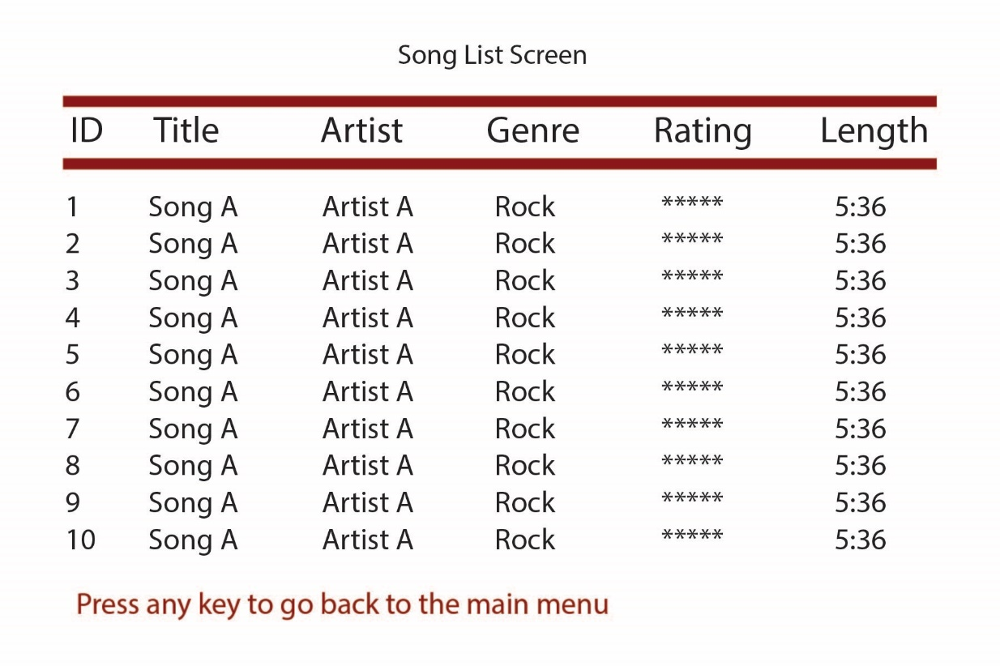 Song List Screen
ID Title Artist Genre Rating Length
1 Song A Artist A Rock ***** 5:36
2 Song A Artist A Rock ***** 5:36
3 Song A Artist A Rock ***** 5:36
4 Song A Artist A Rock ***** 5:36
5 Song A Artist A Rock ***** 5:36
6 Song A Artist A Rock ***** 5:36
7 Song A Artist A Rock ***** 5:36
8 Song A Artist A Rock ***** 5:36
9 Song A Artist A Rock ***** 5:36
10 Song A Artist A Rock ***** 5:36
Press any key to go back to the main menu